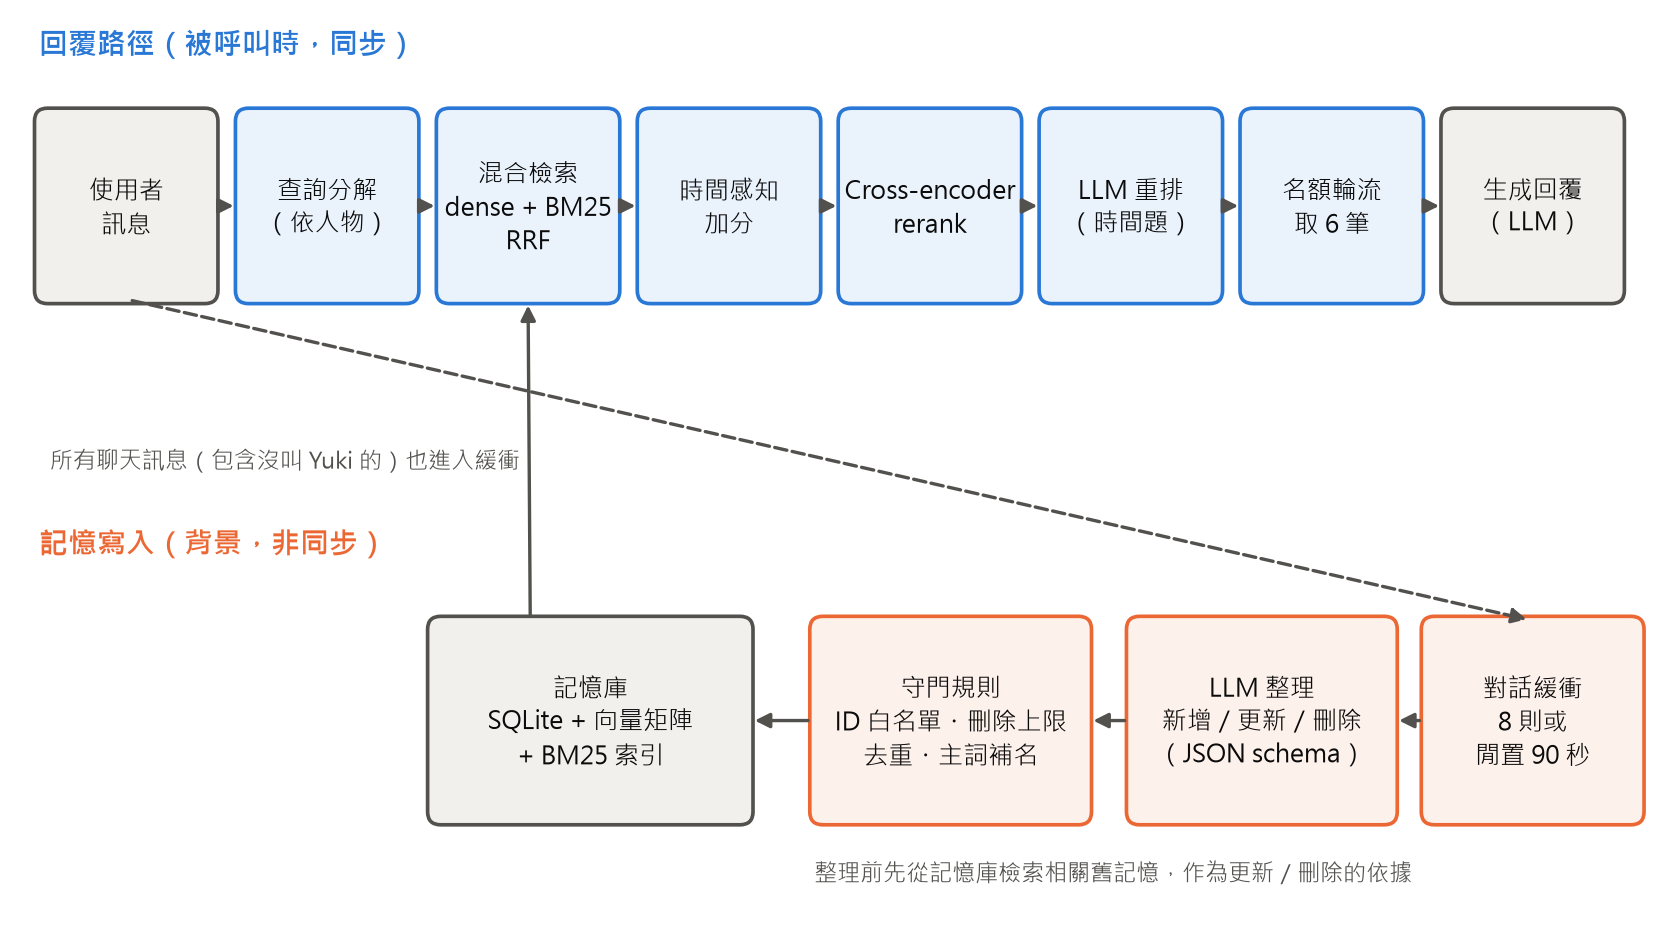 回覆路徑（被呼叫時，同步）
使用者
訊息
查詢分解
（依人物）
混合檢索
dense + BM25
RRF
時間感知
加分
Cross-encoder
rerank
LLM 重排
（時間題）
名額輪流
取 6 筆
生成回覆
（LLM）
所有聊天訊息（包含沒叫 Yuki 的）也進入緩衝
記憶寫入（背景，非同步）
記憶庫
SQLite + 向量矩陣
+ BM25 索引
守門規則
ID 白名單．刪除上限
去重．主詞補名
LLM 整理
新增 / 更新 / 刪除
（JSON schema）
對話緩衝
8 則或
閒置 90 秒
整理前先從記憶庫檢索相關舊記憶，作為更新 / 刪除的依據